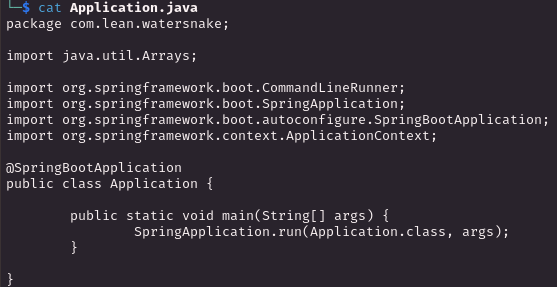 └─$ cat Application.java
package com.lean.watersnake;

import java.util.Arrays;

import org.springframework.boot.CommandLineRunner;
import org.springframework.boot.SpringApplication;
import org.springframework.boot.autoconfigure.SpringBootApplication;
import org.springframework.context.ApplicationContext;

@SpringBootApplication
public class Application {

        public static void main(String[] args) {
                SpringApplication.run(Application.class, args);
        }

}